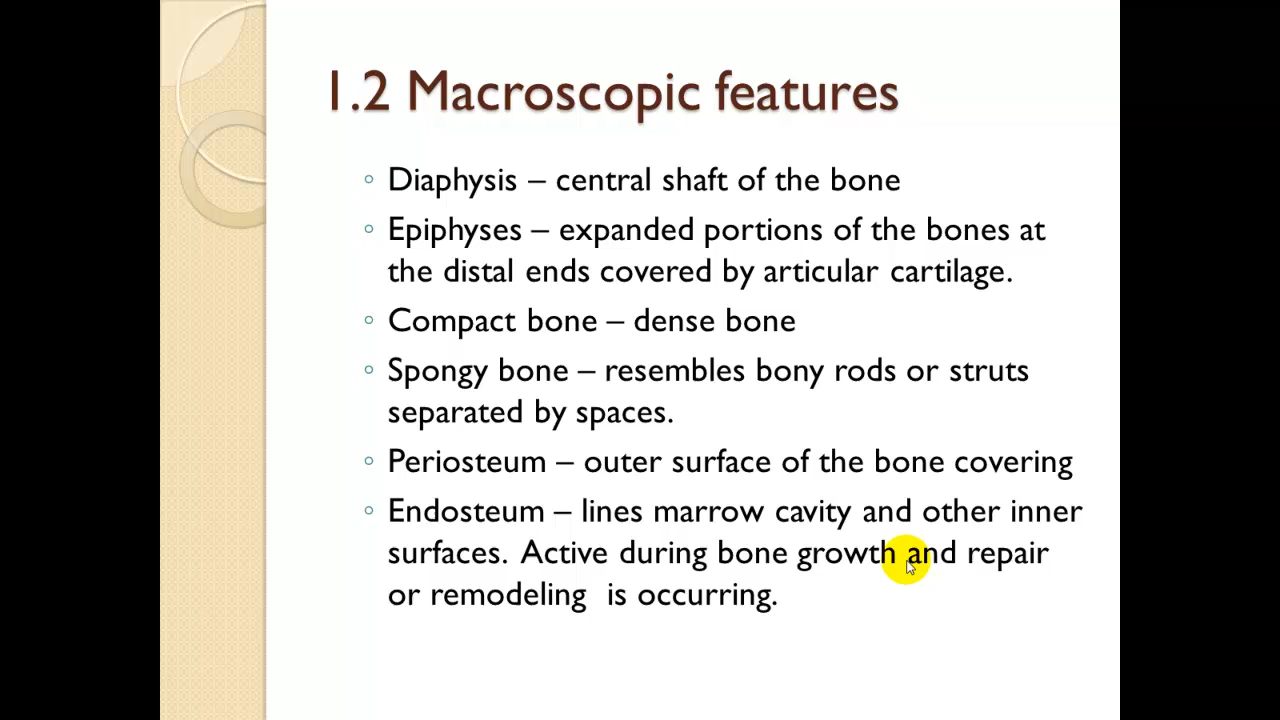 1.2 Macroscopic features
◦ Diaphysis – central shaft of the bone
◦ Epiphyses – expanded portions of the bones at
the distal ends covered by articular cartilage.
◦ Compact bone – dense bone
◦ Spongy bone – resembles bony rods or struts
separated by spaces.
◦ Periosteum – outer surface of the bone covering
◦ Endosteum – lines marrow cavity and other inner
surfaces.  Active during bone growth and repair
or remodeling  is occurring.